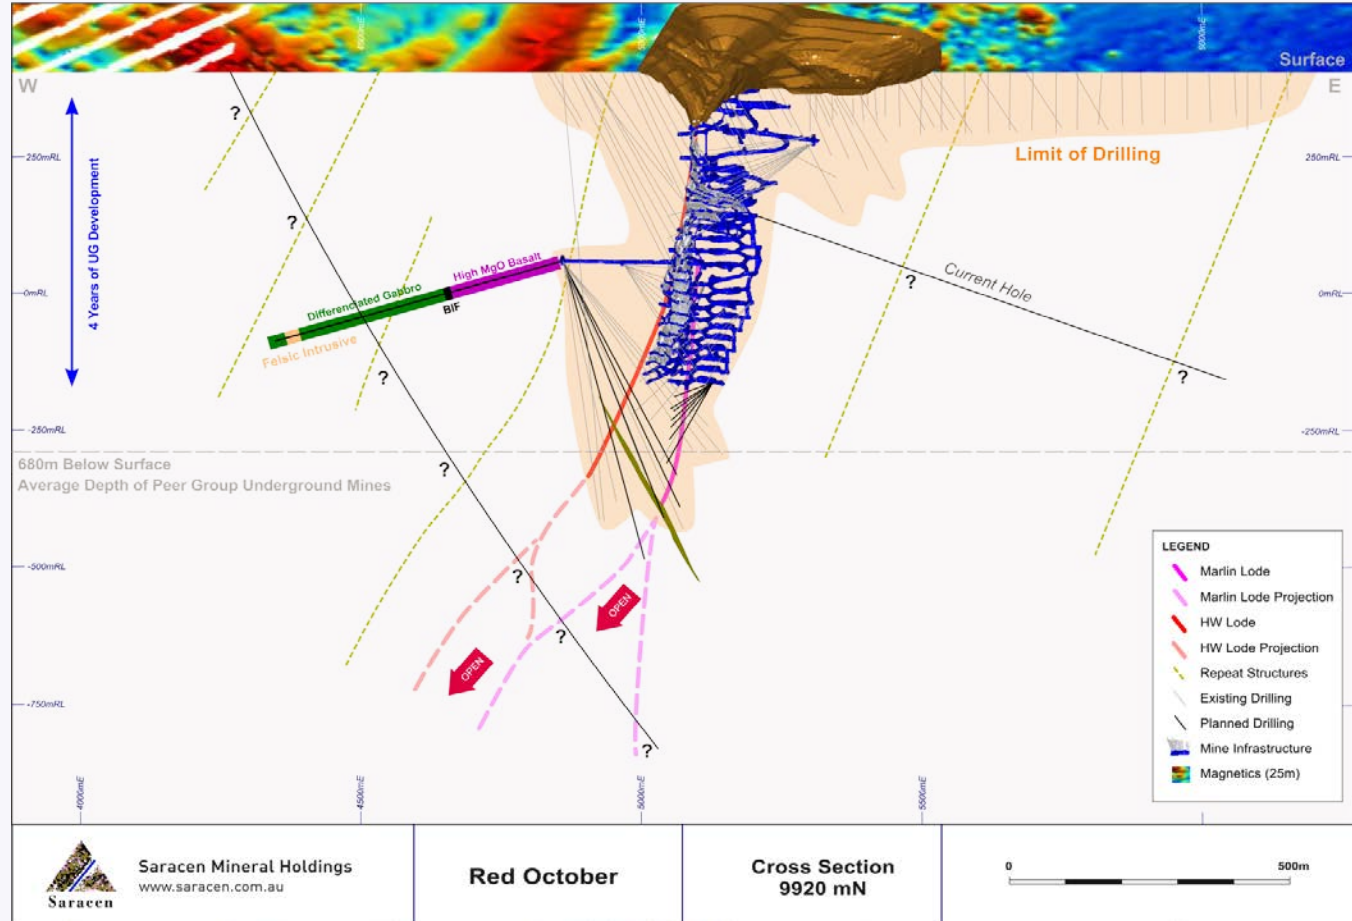 4500mE
5000mE
6000mE
Surface
W
E
?
250mRL
250mRL
Limit of Drilling
4 Years of UG Development
?
High MgO Basalt
Current Hole
?
0mRL
0mRL
Differenciated Gabbro
BIF
Felsic Intrusive
?
?
-250mRL
-250mRL
680m Below Surface
?
Average Depth of Peer Group Underground Mines
-500mRL
?
OPEN
?
OPEN
-750mRL
?
LEGEND
Marlin Lode
Marlin Lode Projection
HW Lode
HW Lode Projection
Repeat Structures
Existing Drilling
Planned Drilling
Mine Infrastructure
Magnetics (25m)
4000mE
4500mE
5000mE
5500mE
Saracen
Saracen Mineral Holdings
www.saracen.com.au
Red October
Cross Section
9920 mN
0
500m